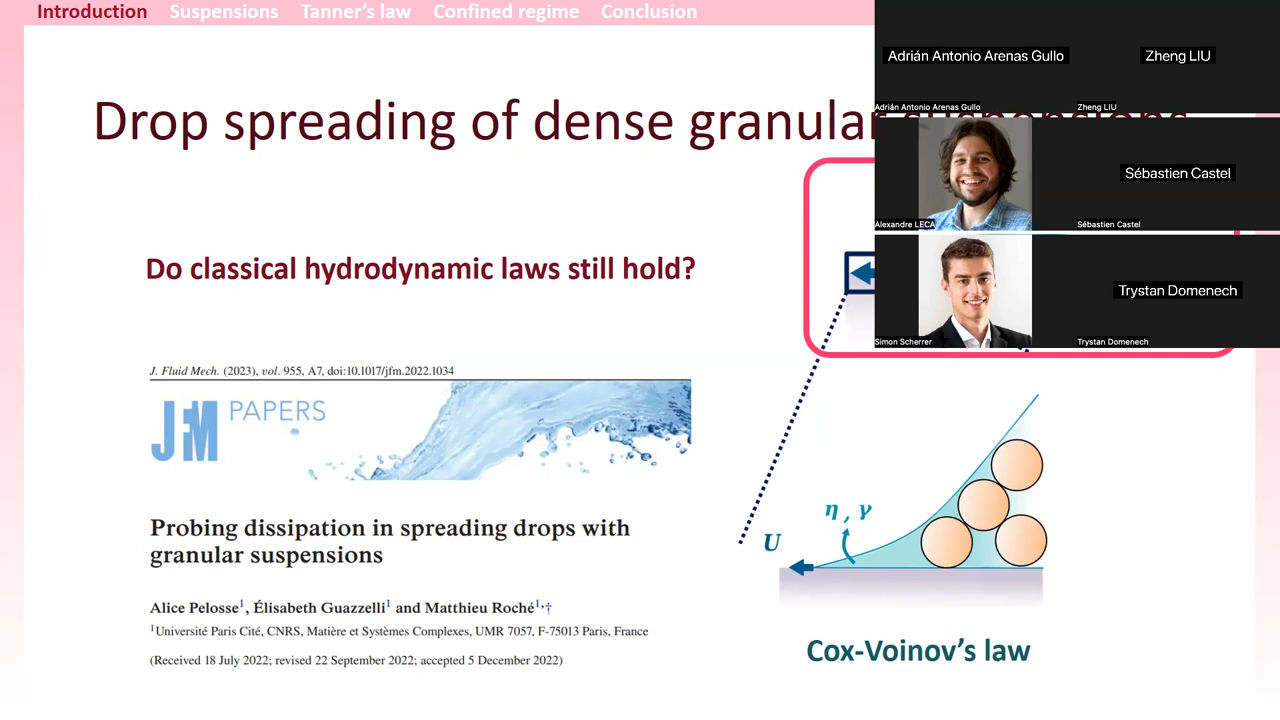 Introduction Suspensions Tanner's law Confined regime Conclusion
Drop spreading of dense granular suspensions
Adrián Antonio Arenas Gullo
Zheng LIU
Adrián Antonio Arenas Gullo
Zheng LIU
Sébastien Castel
Alexandre LECA
Sébastien Castel
Trystan Domenech
Simon Scherrer
Trystan Domenech
Do classical hydrodynamic laws still hold?
J. Fluid Mech. (2023), vol. 955, A7, doi:10.1017/jfm.2022.1034
JFM PAPERS
Probing dissipation in spreading drops with
granular suspensions
Alice Pelosse1, Élisabeth Guazzelli1 and Matthieu Roché1,†
1Université Paris Cité, CNRS, Matière et Systèmes Complexes, UMR 7057, F-75013 Paris, France
(Received 18 July 2022; revised 22 September 2022; accepted 5 December 2022)
η , γ
U
Cox-Voinov's law